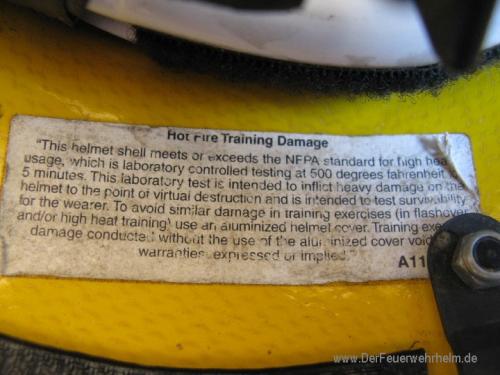 Hot Fire Training Damage
"This helmet shell meets or exceeds the NFPA standard for high hea
usage, which is laboratory controlled testing at 500 degrees fahrenheit
5 minutes. This laboratory test is intended to inflict heavy damage on the
helmet to the point of virtual destruction and is intended to test survivability
for the wearer. To avoid similar damage in training exercises (in flashover
and/or high heat training) use an aluminized helmet cover. Training exe
damage conducted without the use of the aluminized cover voids
warranties, expressed or implied."
A11
www.DerFeuerwehrhelm.de